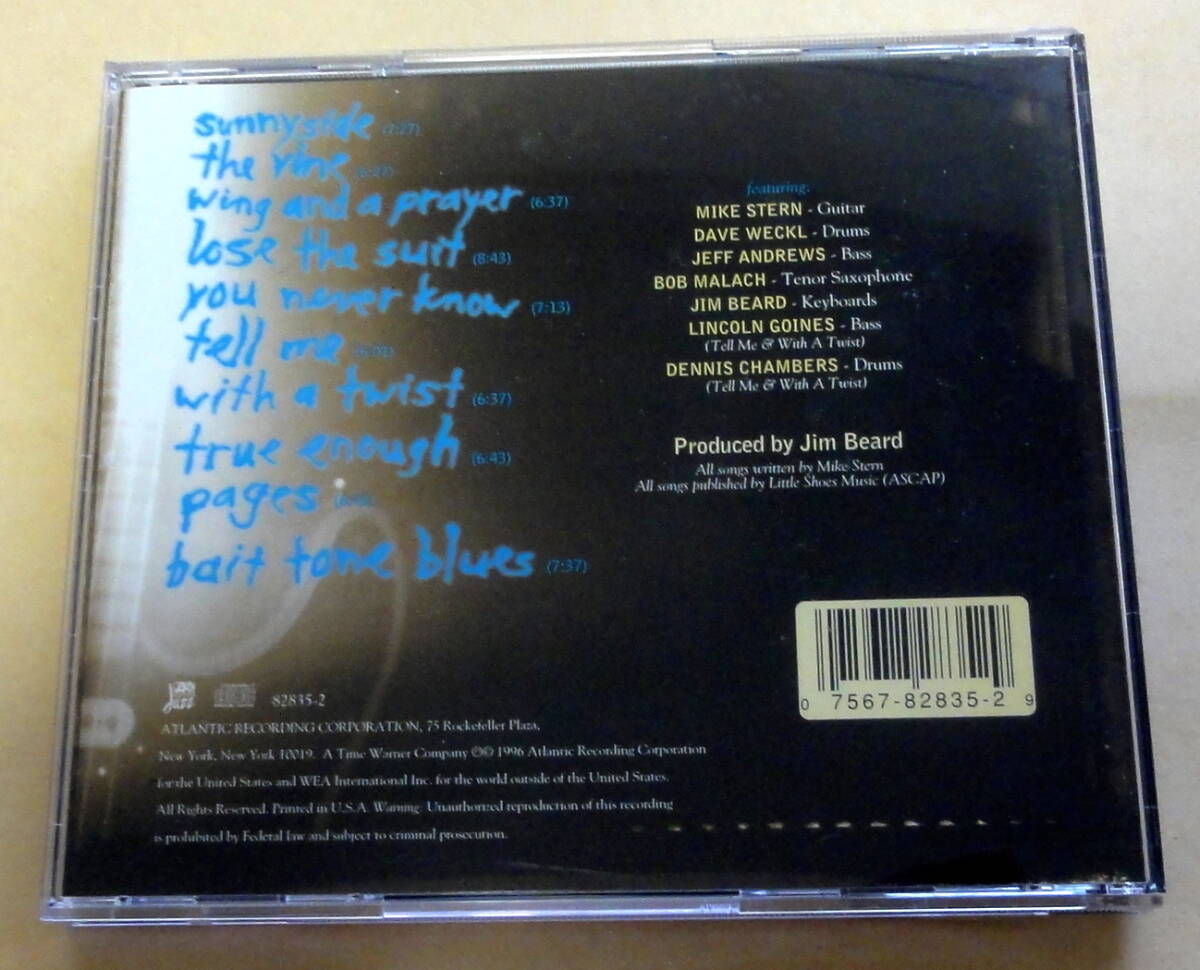 sunnyside (7:27)
the vine
wing and a prayer (6:37)
lose the suit (8:43)
you never know (7:13)
tell me
with a twist (6:37)
true enough (6:43)
pages
bait tone blues (7:37)
featuring:
MIKE STERN - Guitar
DAVE WECKL - Drums
JEFF ANDREWS - Bass
BOB MALACH - Tenor Saxophone
JIM BEARD - Keyboards
LINCOLN GOINES - Bass
(Tell Me & With A Twist)
DENNIS CHAMBERS - Drums
(Tell Me & With A Twist)
Produced by Jim Beard
All songs written by Mike Stern
All songs published by Little Shoes Music (ASCAP)
0 7567-82835-2 9
Jazz
82835-2
ATLANTIC RECORDING CORPORATION, 75 Rockefeller Plaza,
New York, New York 10019. A Time Warner Company ©℗ 1996 Atlantic Recording Corporation
for the United States and WEA International Inc. for the world outside of the United States.
All Rights Reserved. Printed in U.S.A. Warning: Unauthorized reproduction of this recording
is prohibited by Federal law and subject to criminal prosecution.